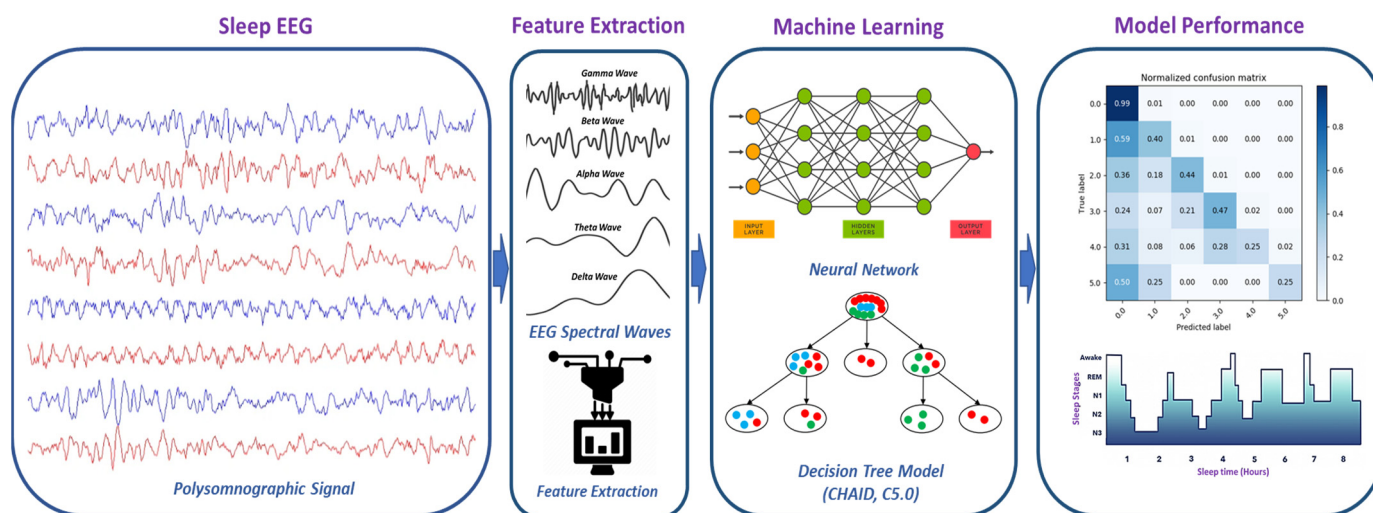 Sleep EEG
Polysomnographic Signal
Feature Extraction
Gamma Wave
Beta Wave
Alpha Wave
Theta Wave
Delta Wave
EEG Spectral Waves
Feature Extraction
Machine Learning
INPUT
LAYER
HIDDEN
LAYERS
OUTPUT
LAYER
Neural Network
Decision Tree Model
(CHAID, C5.0)
Model Performance
Normalized confusion matrix
True label
0.0 0.99 0.01 0.00 0.00 0.00 0.00
1.0 0.59 0.40 0.01 0.00 0.00 0.00
2.0 0.36 0.18 0.44 0.01 0.00 0.00
3.0 0.24 0.07 0.21 0.47 0.02 0.00
4.0 0.31 0.08 0.06 0.28 0.25 0.02
5.0 0.50 0.25 0.00 0.00 0.00 0.25
0.0 1.0 2.0 3.0 4.0 5.0
Predicted label
0.8
0.6
0.4
0.2
0.0
Sleep Stages
Awake
REM
N1
N2
N3
1 2 3 4 5 6 7 8
Sleep time (Hours)